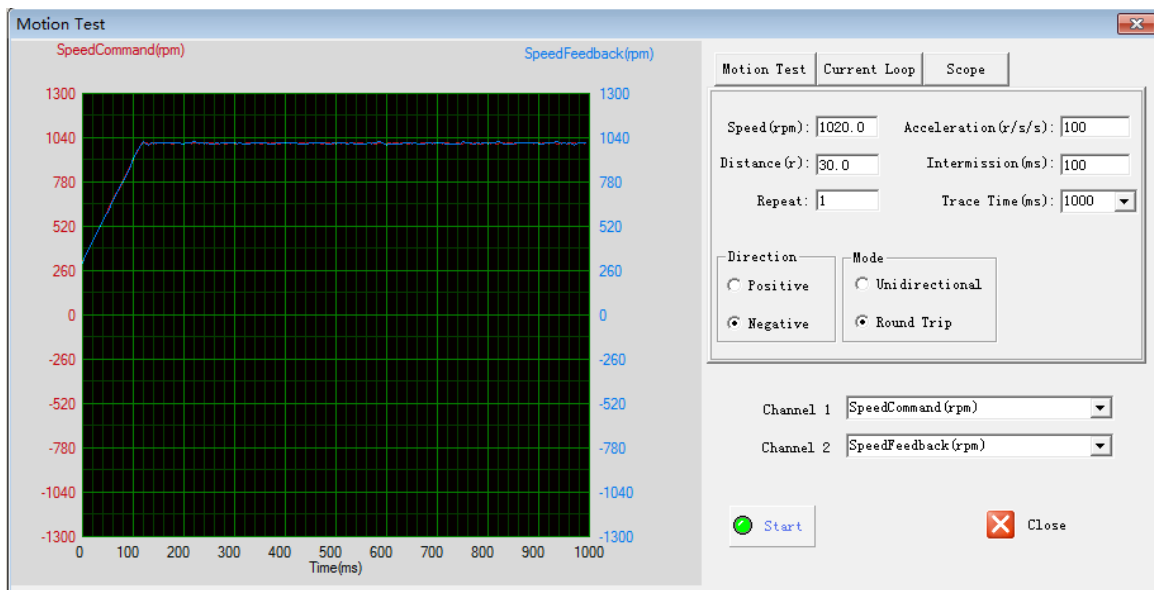 Motion Test
SpeedCommand(rpm)
SpeedFeedback(rpm)
1300
1040
780
520
260
0
-260
-520
-780
-1040
-1300
1300
1040
780
520
260
0
-260
-520
-780
-1040
-1300
0 100 200 300 400 500 600 700 800 900 1000
Time(ms)
Motion Test Current Loop Scope
Speed(rpm): 1020.0 Acceleration(r/s/s): 100
Distance(r): 30.0 Intermission(ms): 100
Repeat: 1 Trace Time(ms): 1000
Direction
Positive
Negative
Mode
Unidirectional
Round Trip
Channel 1 SpeedCommand(rpm)
Channel 2 SpeedFeedback(rpm)
Start Close